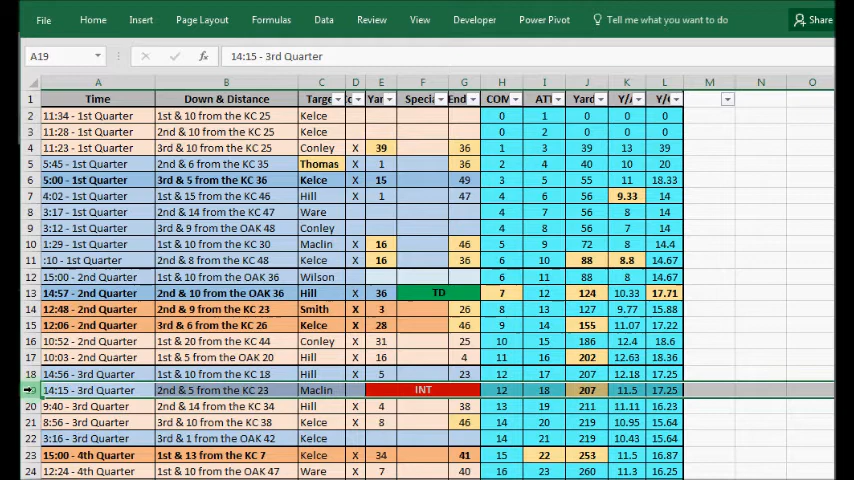 File Home Insert Page Layout Formulas Data Review View Developer Power Pivot Tell me what you want to do Share
A19 fx 14:15 - 3rd Quarter
A B C D E F G H I J K L M N O
1 Time Down & Distance Targe Yar Specia End COM ATT Yard Y/A Y/
2 11:34 - 1st Quarter 1st & 10 from the KC 25 Kelce 0 1 0 0 0
3 11:28 - 1st Quarter 2nd & 10 from the KC 25 Kelce 0 2 0 0 0
4 11:23 - 1st Quarter 3rd & 10 from the KC 25 Conley X 39 36 1 3 39 13 39
5 5:45 - 1st Quarter 2nd & 6 from the KC 35 Thomas X 1 36 2 4 40 10 20
6 5:00 - 1st Quarter 3rd & 5 from the KC 36 Kelce X 15 49 3 5 55 11 18.33
7 4:02 - 1st Quarter 1st & 15 from the KC 46 Hill X 1 47 4 6 56 9.33 14
8 3:17 - 1st Quarter 2nd & 14 from the KC 47 Ware 4 7 56 8 14
9 3:12 - 1st Quarter 3rd & 9 from the OAK 48 Conley 4 8 56 7 14
10 1:29 - 1st Quarter 1st & 10 from the KC 30 Maclin X 16 46 5 9 72 8 14.4
11 :10 - 1st Quarter 2nd & 8 from the KC 48 Kelce X 16 36 6 10 88 8.8 14.67
12 15:00 - 2nd Quarter 1st & 10 from the OAK 36 Wilson 6 11 88 8 14.67
13 14:57 - 2nd Quarter 2nd & 10 from the OAK 36 Hill X 36 TD 7 12 124 10.33 17.71
14 12:48 - 2nd Quarter 2nd & 9 from the KC 23 Smith X 3 26 8 13 127 9.77 15.88
15 12:06 - 2nd Quarter 3rd & 6 from the KC 26 Kelce X 28 46 9 14 155 11.07 17.22
16 10:52 - 2nd Quarter 1st & 20 from the KC 44 Conley X 31 25 10 15 186 12.4 18.6
17 10:03 - 2nd Quarter 1st & 5 from the OAK 20 Hill X 16 4 11 16 202 12.63 18.36
18 14:56 - 3rd Quarter 1st & 10 from the KC 18 Hill X 5 23 12 17 207 12.18 17.25
14:15 - 3rd Quarter 2nd & 5 from the KC 23 Maclin INT 12 18 207 11.5 17.25
20 9:40 - 3rd Quarter 2nd & 14 from the KC 34 Hill X 4 38 13 19 211 11.11 16.23
21 8:56 - 3rd Quarter 3rd & 10 from the KC 38 Kelce X 8 46 14 20 219 10.95 15.64
22 3:16 - 3rd Quarter 3rd & 1 from the OAK 42 Kelce 14 21 219 10.43 15.64
23 15:00 - 4th Quarter 1st & 13 from the KC 7 Kelce X 34 41 15 22 253 11.5 16.87
24 12:24 - 4th Quarter 1st & 10 from the OAK 47 Ware X 7 40 16 23 260 11.3 16.25